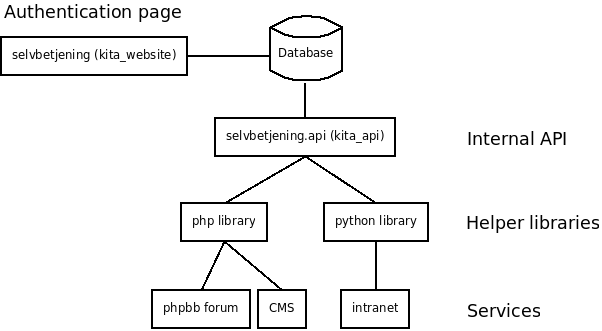 Authentication page
selvbetjening (kita_website)
Database
selvbetjening.api (kita_api)
Internal API
php library
python library
Helper libraries
phpbb forum
CMS
intranet
Services